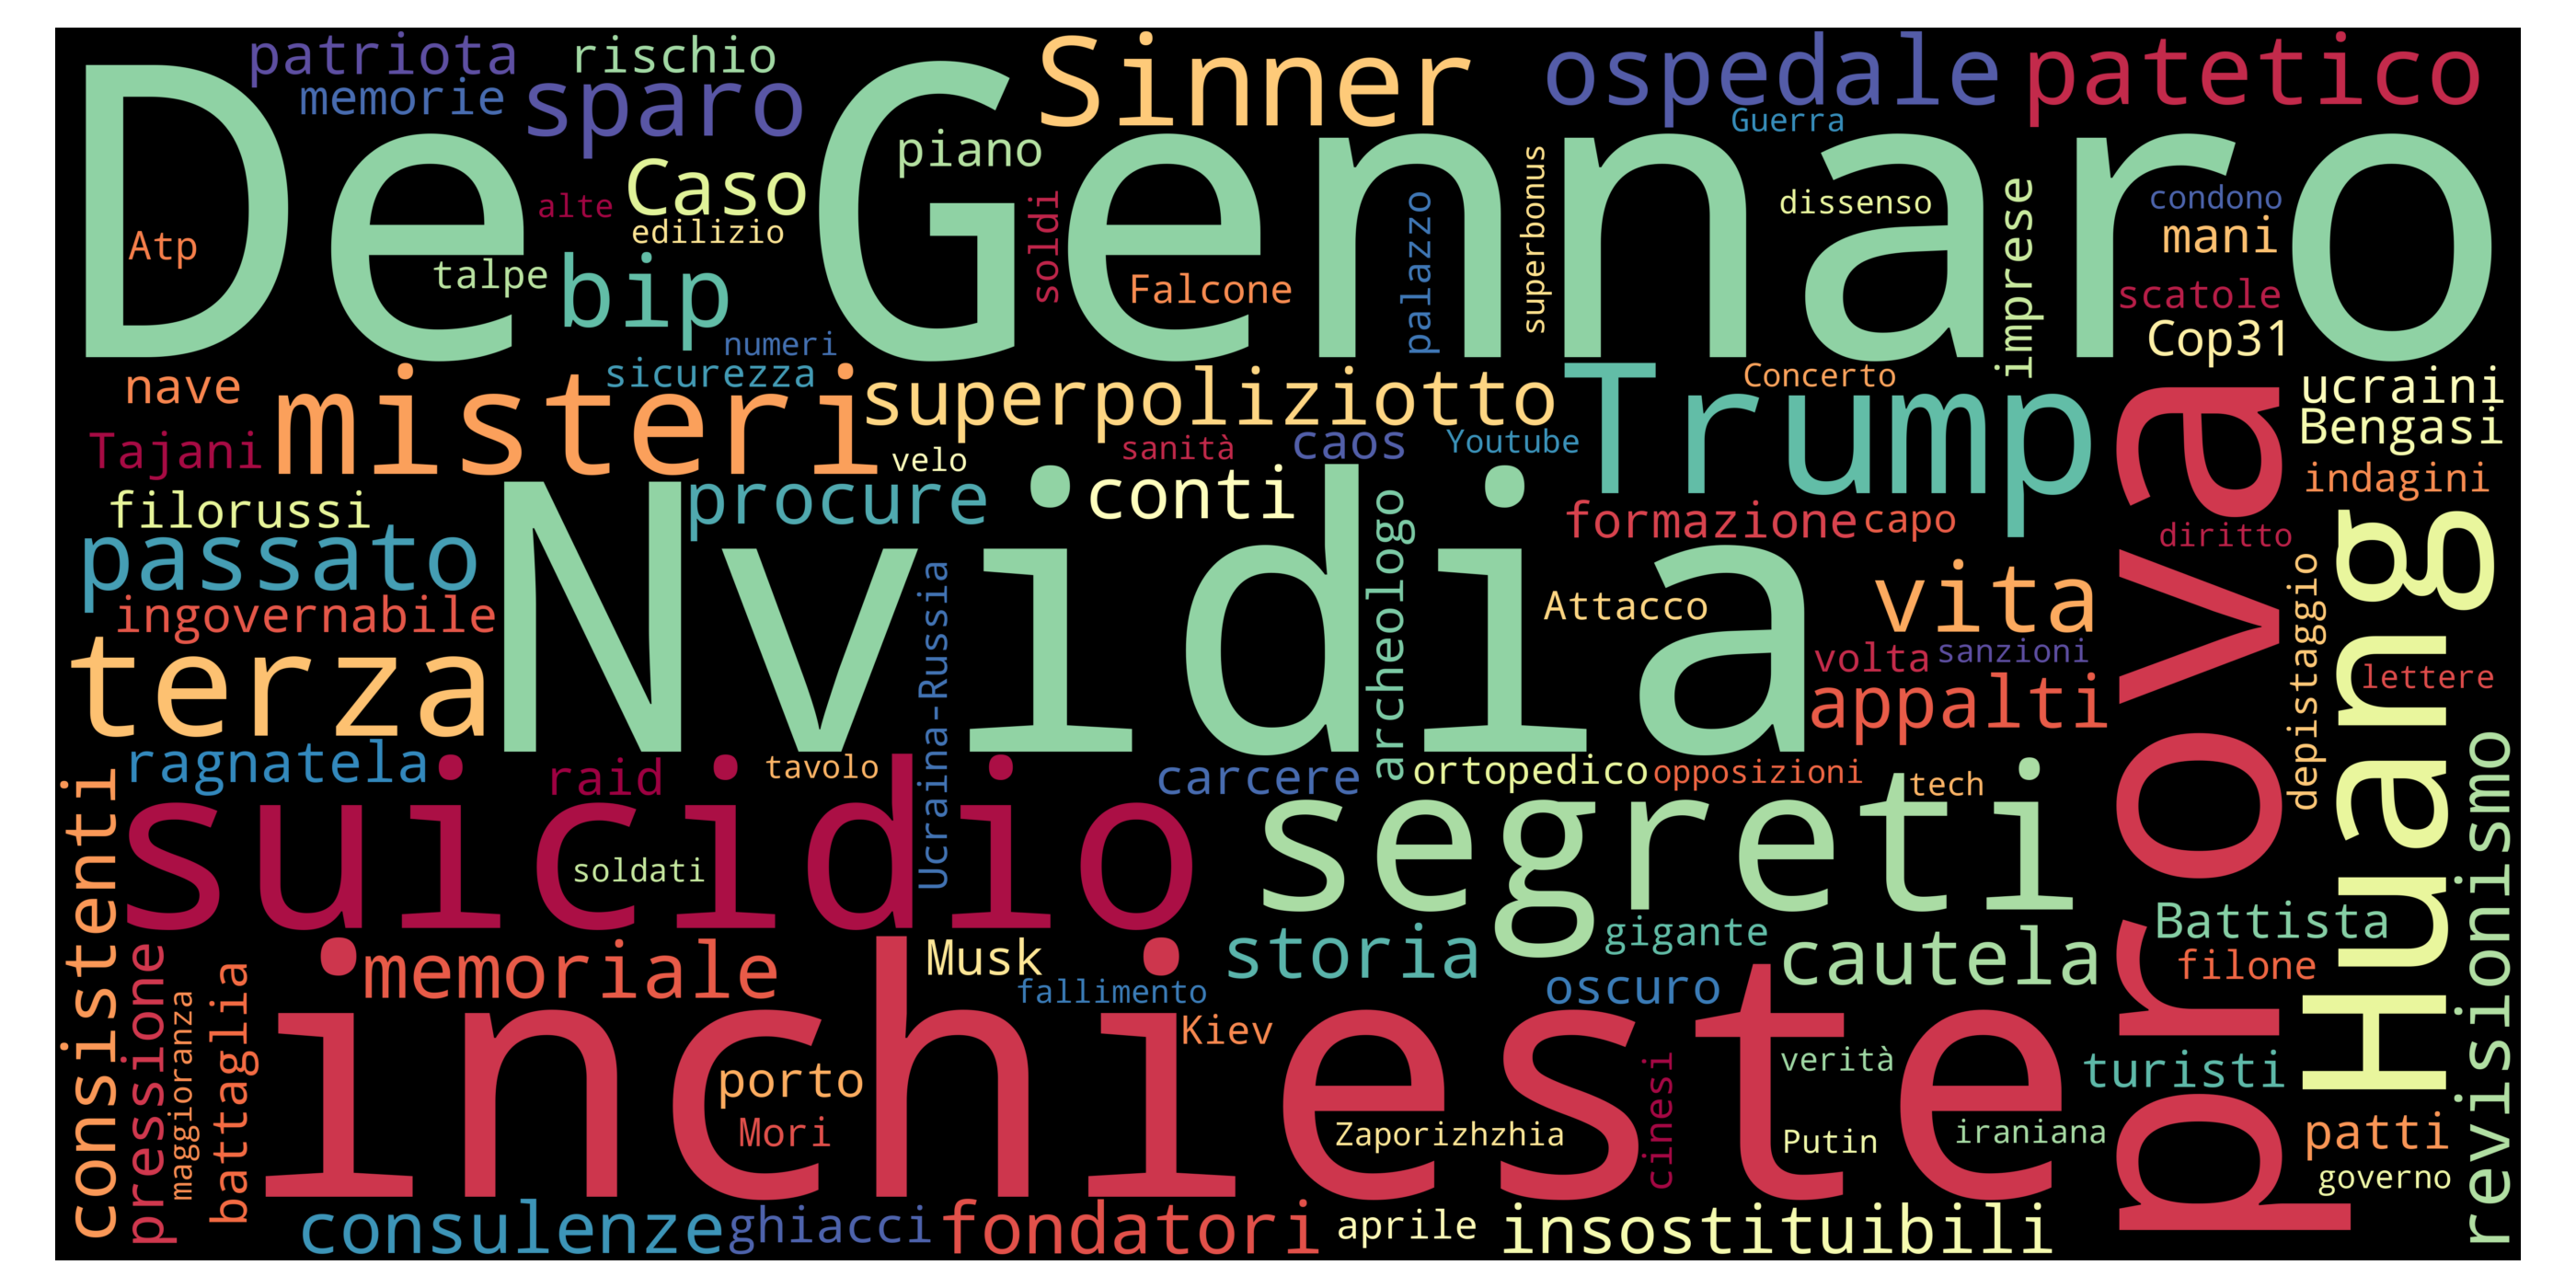 patriota
rischio
Sinner
ospedale
patetico
memorie
sparo
Guerra
De Gennaro
piano
Caso
alte
edilizio
Atp
talpe
bip
soldi
Falcone
palazzo
superbonus
dissenso
imprese
condono
mani
scatole
Cop31
numeri
nave
misteri
sicurezza
superpoliziotto
Concerto
Trump
ucraini
Bengasi
Tajani
velo
sanità
caos
Youtube
prova
indagini
filorussi
procure
conti
formazione
capo
diritto
passato
Nvidia
archeologo
Attacco
vita
Huang
ingovernabile
Ucraina-Russia
volta
sanzioni
depistaggio
lettere
terza
appalti
ragnatela
raid
tavolo
carcere
ortopedico
opposizioni
tech
revisionismo
consistenti
suicidio
soldati
segreti
memoriale
Musk
storia
gigante
cautela
Battista
filone
pressione
maggioranza
battaglia
fallimento
oscuro
inchieste
Kiev
porto
Mori
Zaporizhzhia
cinesi
verità
Putin
iraniana
turisti
patti
governo
consulenze
ghiacci
fondatori
aprile
insostituibili